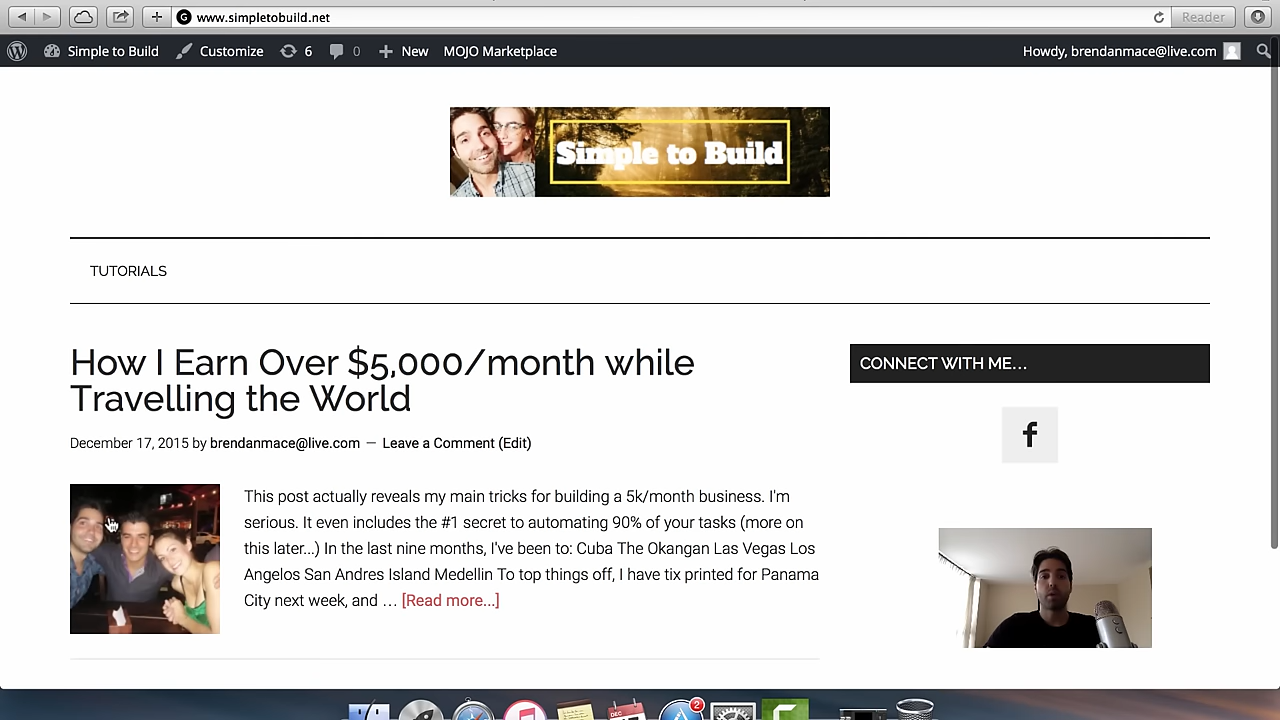 www.simpletobuild.net
Reader
Simple to Build
Customize
6
0
New
MOJO Marketplace
Howdy, brendanmace@live.com
Simple to Build
TUTORIALS
How I Earn Over $5,000/month while
Travelling the World
December 17, 2015 by brendanmace@live.com — Leave a Comment (Edit)
This post actually reveals my main tricks for building a 5k/month business. I'm
serious. It even includes the #1 secret to automating 90% of your tasks (more on
this later...) In the last nine months, I've been to: Cuba The Okangan Las Vegas Los
Angelos San Andres Island Medellin To top things off, I have tix printed for Panama
City next week, and … [Read more...]
CONNECT WITH ME…
f
DEC
2